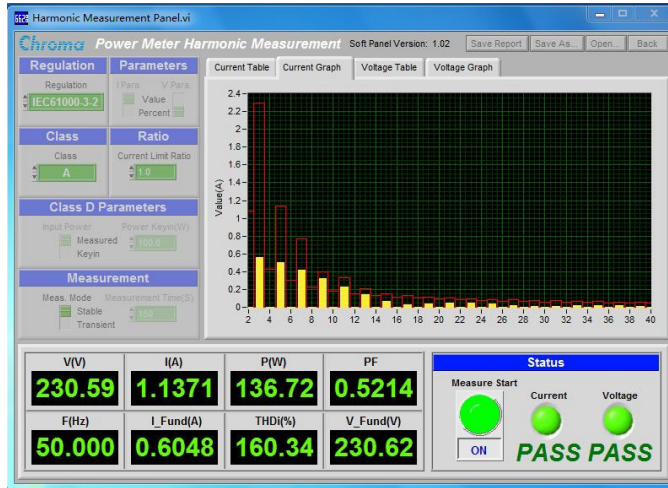 Harmonic Measurement Panel.vi
Chroma Power Meter Harmonic Measurement Soft Panel Version: 1.02 Save Report Save As... Open... Back
Regulation Parameters
Regulation I Para. V Para.
IEC61000-3-2 Value
Percent
Class Ratio
Class Current Limit Ratio
A 1.0
Class D Parameters
Input Power Power Keyin(W)
Measured 100.0
Keyin
Measurement
Meas. Mode Measurement Time(S)
Stable 150
Transient
Current Table Current Graph Voltage Table Voltage Graph
Value(A)
2.4
2.2
2
1.8
1.6
1.4
1.2
1
0.8
0.6
0.4
0.2
0
2 4 6 8 10 12 14 16 18 20 22 24 26 28 30 32 34 36 38 40
V(V) I(A) P(W) PF
230.59 1.1371 136.72 0.5214
F(Hz) I_Fund(A) THDi(%) V_Fund(V)
50.000 0.6048 160.34 230.62
Status
Measure Start Current Voltage
ON PASS PASS